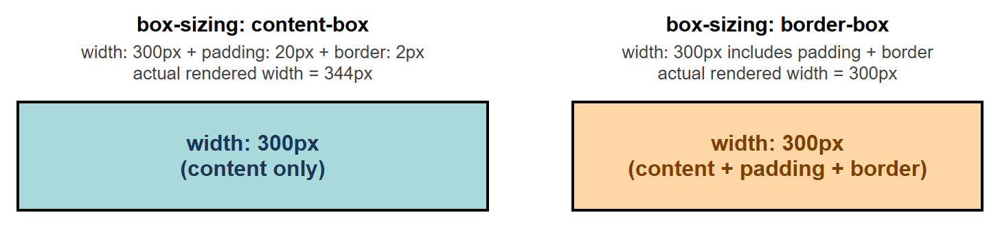 box-sizing: content-box
width: 300px + padding: 20px + border: 2px
actual rendered width = 344px
width: 300px
(content only)
box-sizing: border-box
width: 300px includes padding + border
actual rendered width = 300px
width: 300px
(content + padding + border)